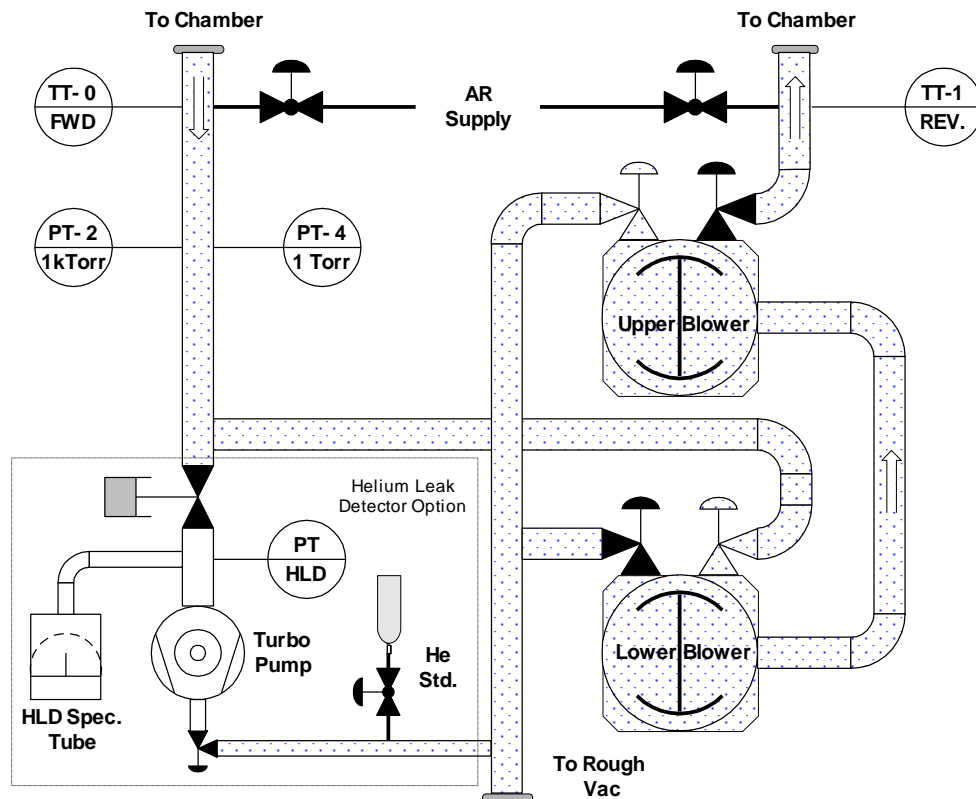 To Chamber
To Chamber
TT- 0
FWD
AR
Supply
TT-1
REV.
PT- 2
1kTorr
PT- 4
1 Torr
Upper Blower
Helium Leak
Detector Option
PT
HLD
Turbo
Pump
He
Std.
Lower Blower
HLD Spec.
Tube
To Rough
Vac